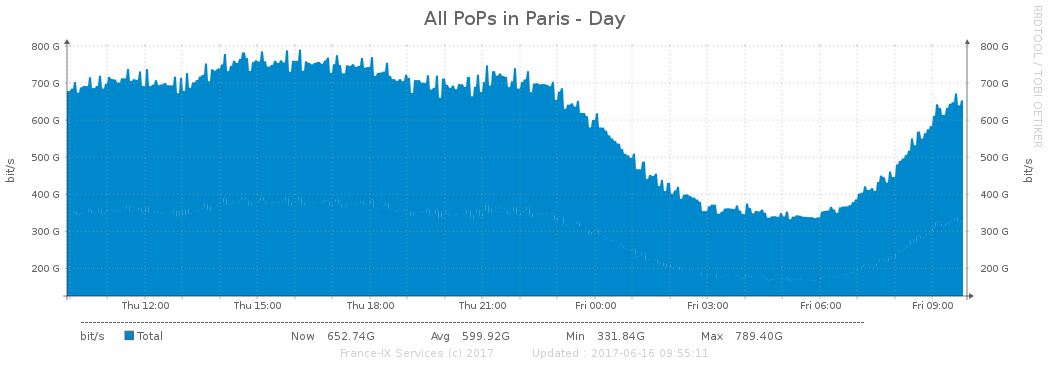 All PoPs in Paris - Day
RRDTOOL / TOBI OETIKER
bit/s
800 G 800 G
700 G 700 G
600 G 600 G
500 G 500 G
400 G 400 G
300 G 300 G
200 G 200 G
bit/s
Thu 12:00 Thu 15:00 Thu 18:00 Thu 21:00 Fri 00:00 Fri 03:00 Fri 06:00 Fri 09:00
bit/s Total Now 652.74G Avg 599.92G Min 331.84G Max 789.40G
France-IX Services (c) 2017 Updated : 2017-06-16 09:55:11